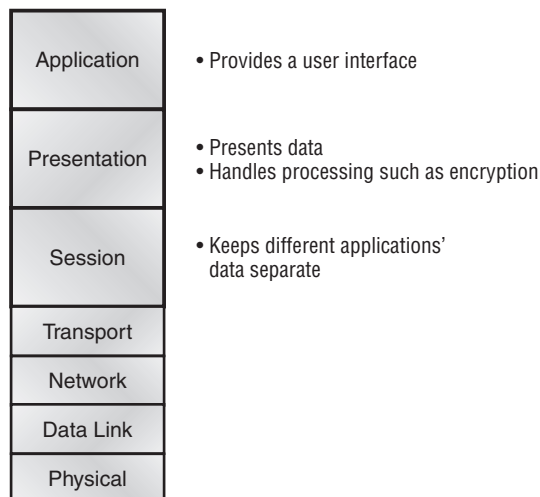 Application
• Provides a user interface
Presentation
• Presents data
• Handles processing such as encryption
Session
• Keeps different applications’
data separate
Transport
Network
Data Link
Physical